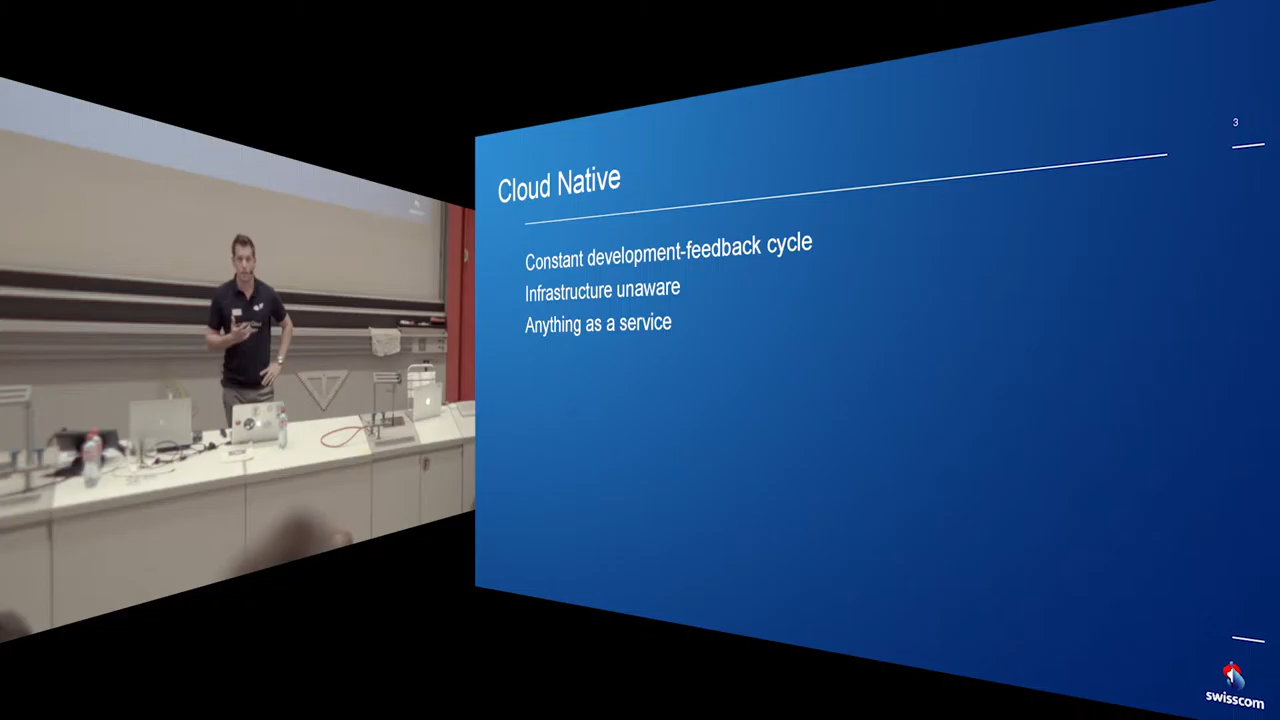 3
Cloud Native
Constant development-feedback cycle
Infrastructure unaware
Anything as a service
swisscom